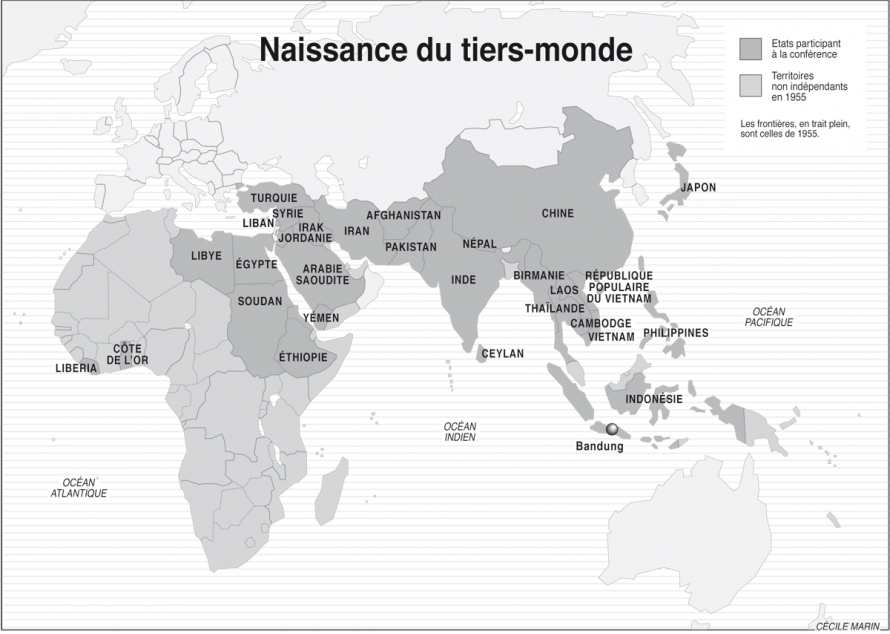 Naissance du tiers-monde
Etats participant
à la conférence
Territoires
non indépendants
en 1955
Les frontières, en trait plein,
sont celles de 1955.
JAPON
TURQUIE
SYRIE
LIBAN
IRAK
JORDANIE
IRAN
AFGHANISTAN
PAKISTAN
NÉPAL
CHINE
LIBYE
ÉGYPTE
ARABIE
SAOUDITE
INDE
BIRMANIE
LAOS
RÉPUBLIQUE
POPULAIRE
DU VIETNAM
SOUDAN
YÉMEN
THAÏLANDE
CAMBODGE
VIETNAM
PHILIPPINES
OCÉAN
PACIFIQUE
CÔTE
DE L'OR
LIBERIA
ÉTHIOPIE
CEYLAN
INDONÉSIE
OCÉAN
INDIEN
Bandung
OCÉAN
ATLANTIQUE
CÉCILE MARIN